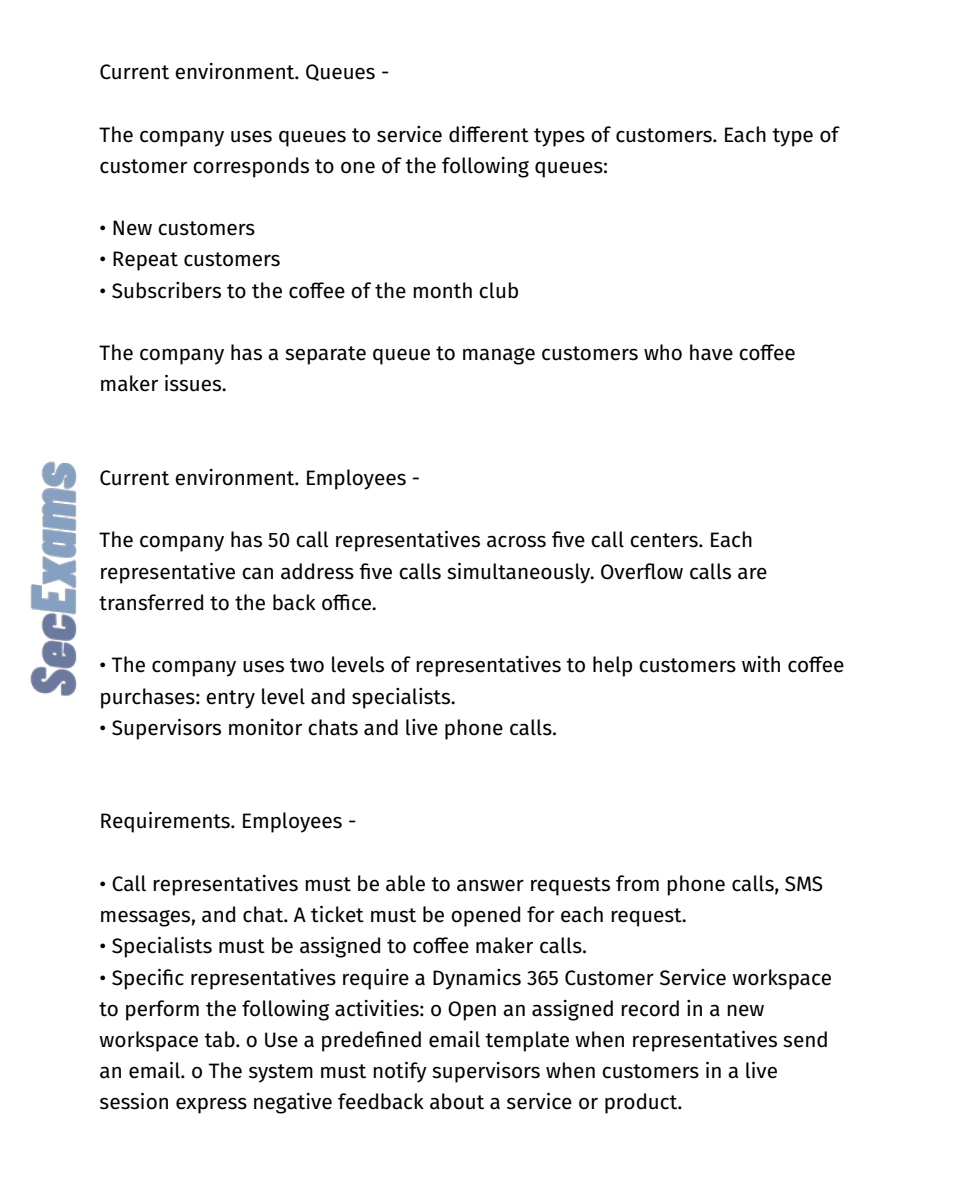 Current environment. Queues -
The company uses queues to service different types of customers. Each type of
customer corresponds to one of the following queues:
• New customers
• Repeat customers
• Subscribers to the coffee of the month club
The company has a separate queue to manage customers who have coffee
maker issues.
SecExams
Current environment. Employees -
The company has 50 call representatives across five call centers. Each
representative can address five calls simultaneously. Overflow calls are
transferred to the back office.
• The company uses two levels of representatives to help customers with coffee
purchases: entry level and specialists.
• Supervisors monitor chats and live phone calls.
Requirements. Employees -
• Call representatives must be able to answer requests from phone calls, SMS
messages, and chat. A ticket must be opened for each request.
• Specialists must be assigned to coffee maker calls.
• Specific representatives require a Dynamics 365 Customer Service workspace
to perform the following activities: o Open an assigned record in a new
workspace tab. o Use a predefined email template when representatives send
an email. o The system must notify supervisors when customers in a live
session express negative feedback about a service or product.